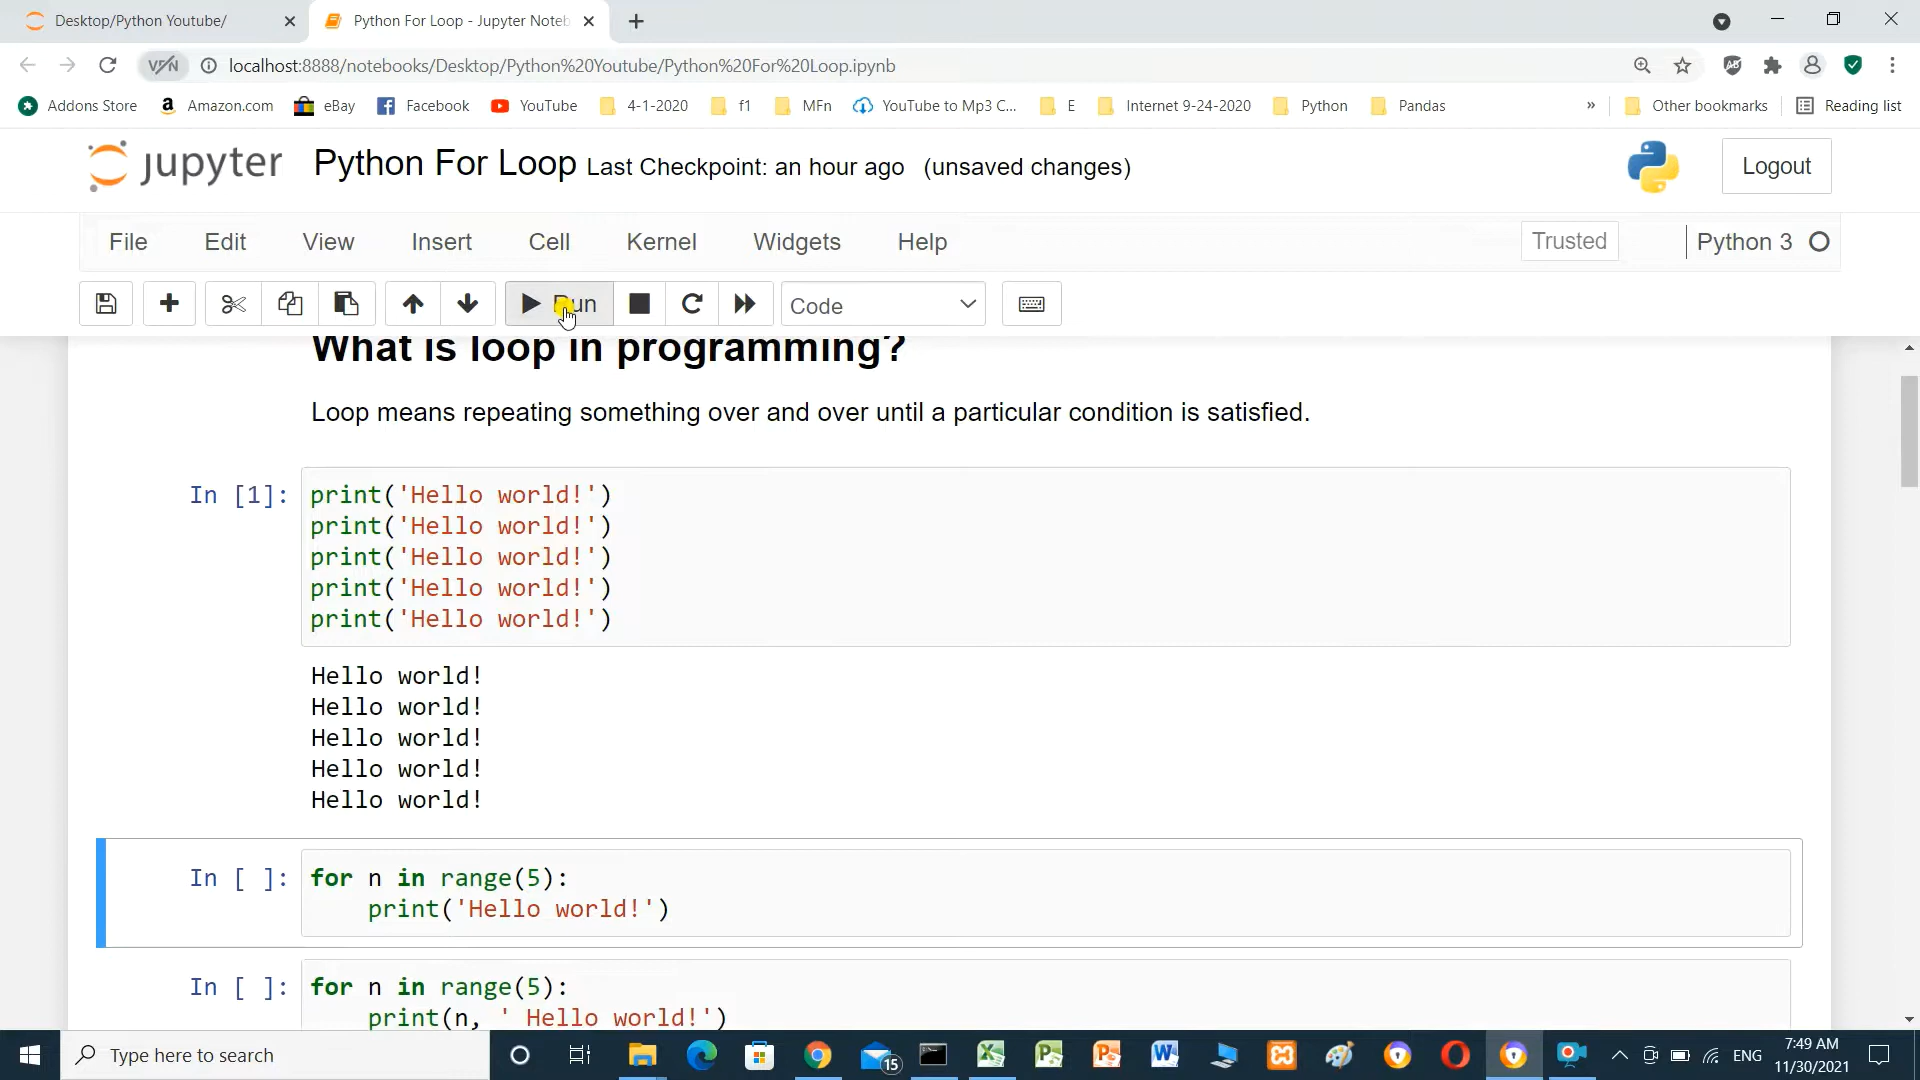 Desktop/Python Youtube/
Python For Loop - Jupyter Noteb
VPN
localhost:8888/notebooks/Desktop/Python%20Youtube/Python%20For%20Loop.ipynb
Addons Store
Amazon.com
eBay
Facebook
YouTube
4-1-2020
f1
MFn
YouTube to Mp3 C...
E
Internet 9-24-2020
Python
Pandas
»
Other bookmarks
Reading list
jupyter
Python For Loop Last Checkpoint: an hour ago (unsaved changes)
Logout
File Edit View Insert Cell Kernel Widgets Help
Trusted
Python 3
Run
Code
What is loop in programming?
Loop means repeating something over and over until a particular condition is satisfied.
In [1]: print('Hello world!')
print('Hello world!')
print('Hello world!')
print('Hello world!')
print('Hello world!')
Hello world!
Hello world!
Hello world!
Hello world!
Hello world!
In [ ]: for n in range(5):
    print('Hello world!')
In [ ]: for n in range(5):
    print(n, ' Hello world!')
Type here to search
15
ENG
7:49 AM
11/30/2021